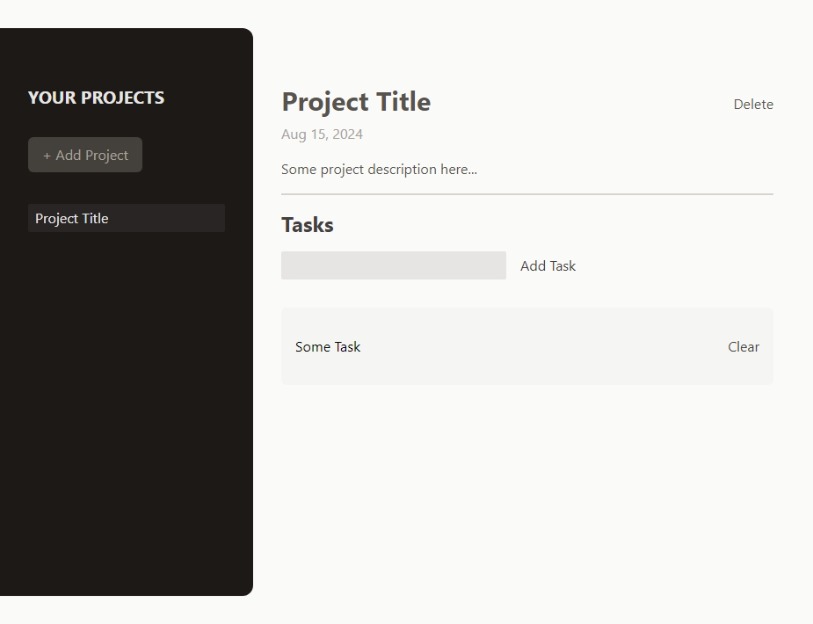 YOUR PROJECTS
+ Add Project
Project Title
Project Title
Delete
Aug 15, 2024
Some project description here...
Tasks
Add Task
Some Task
Clear